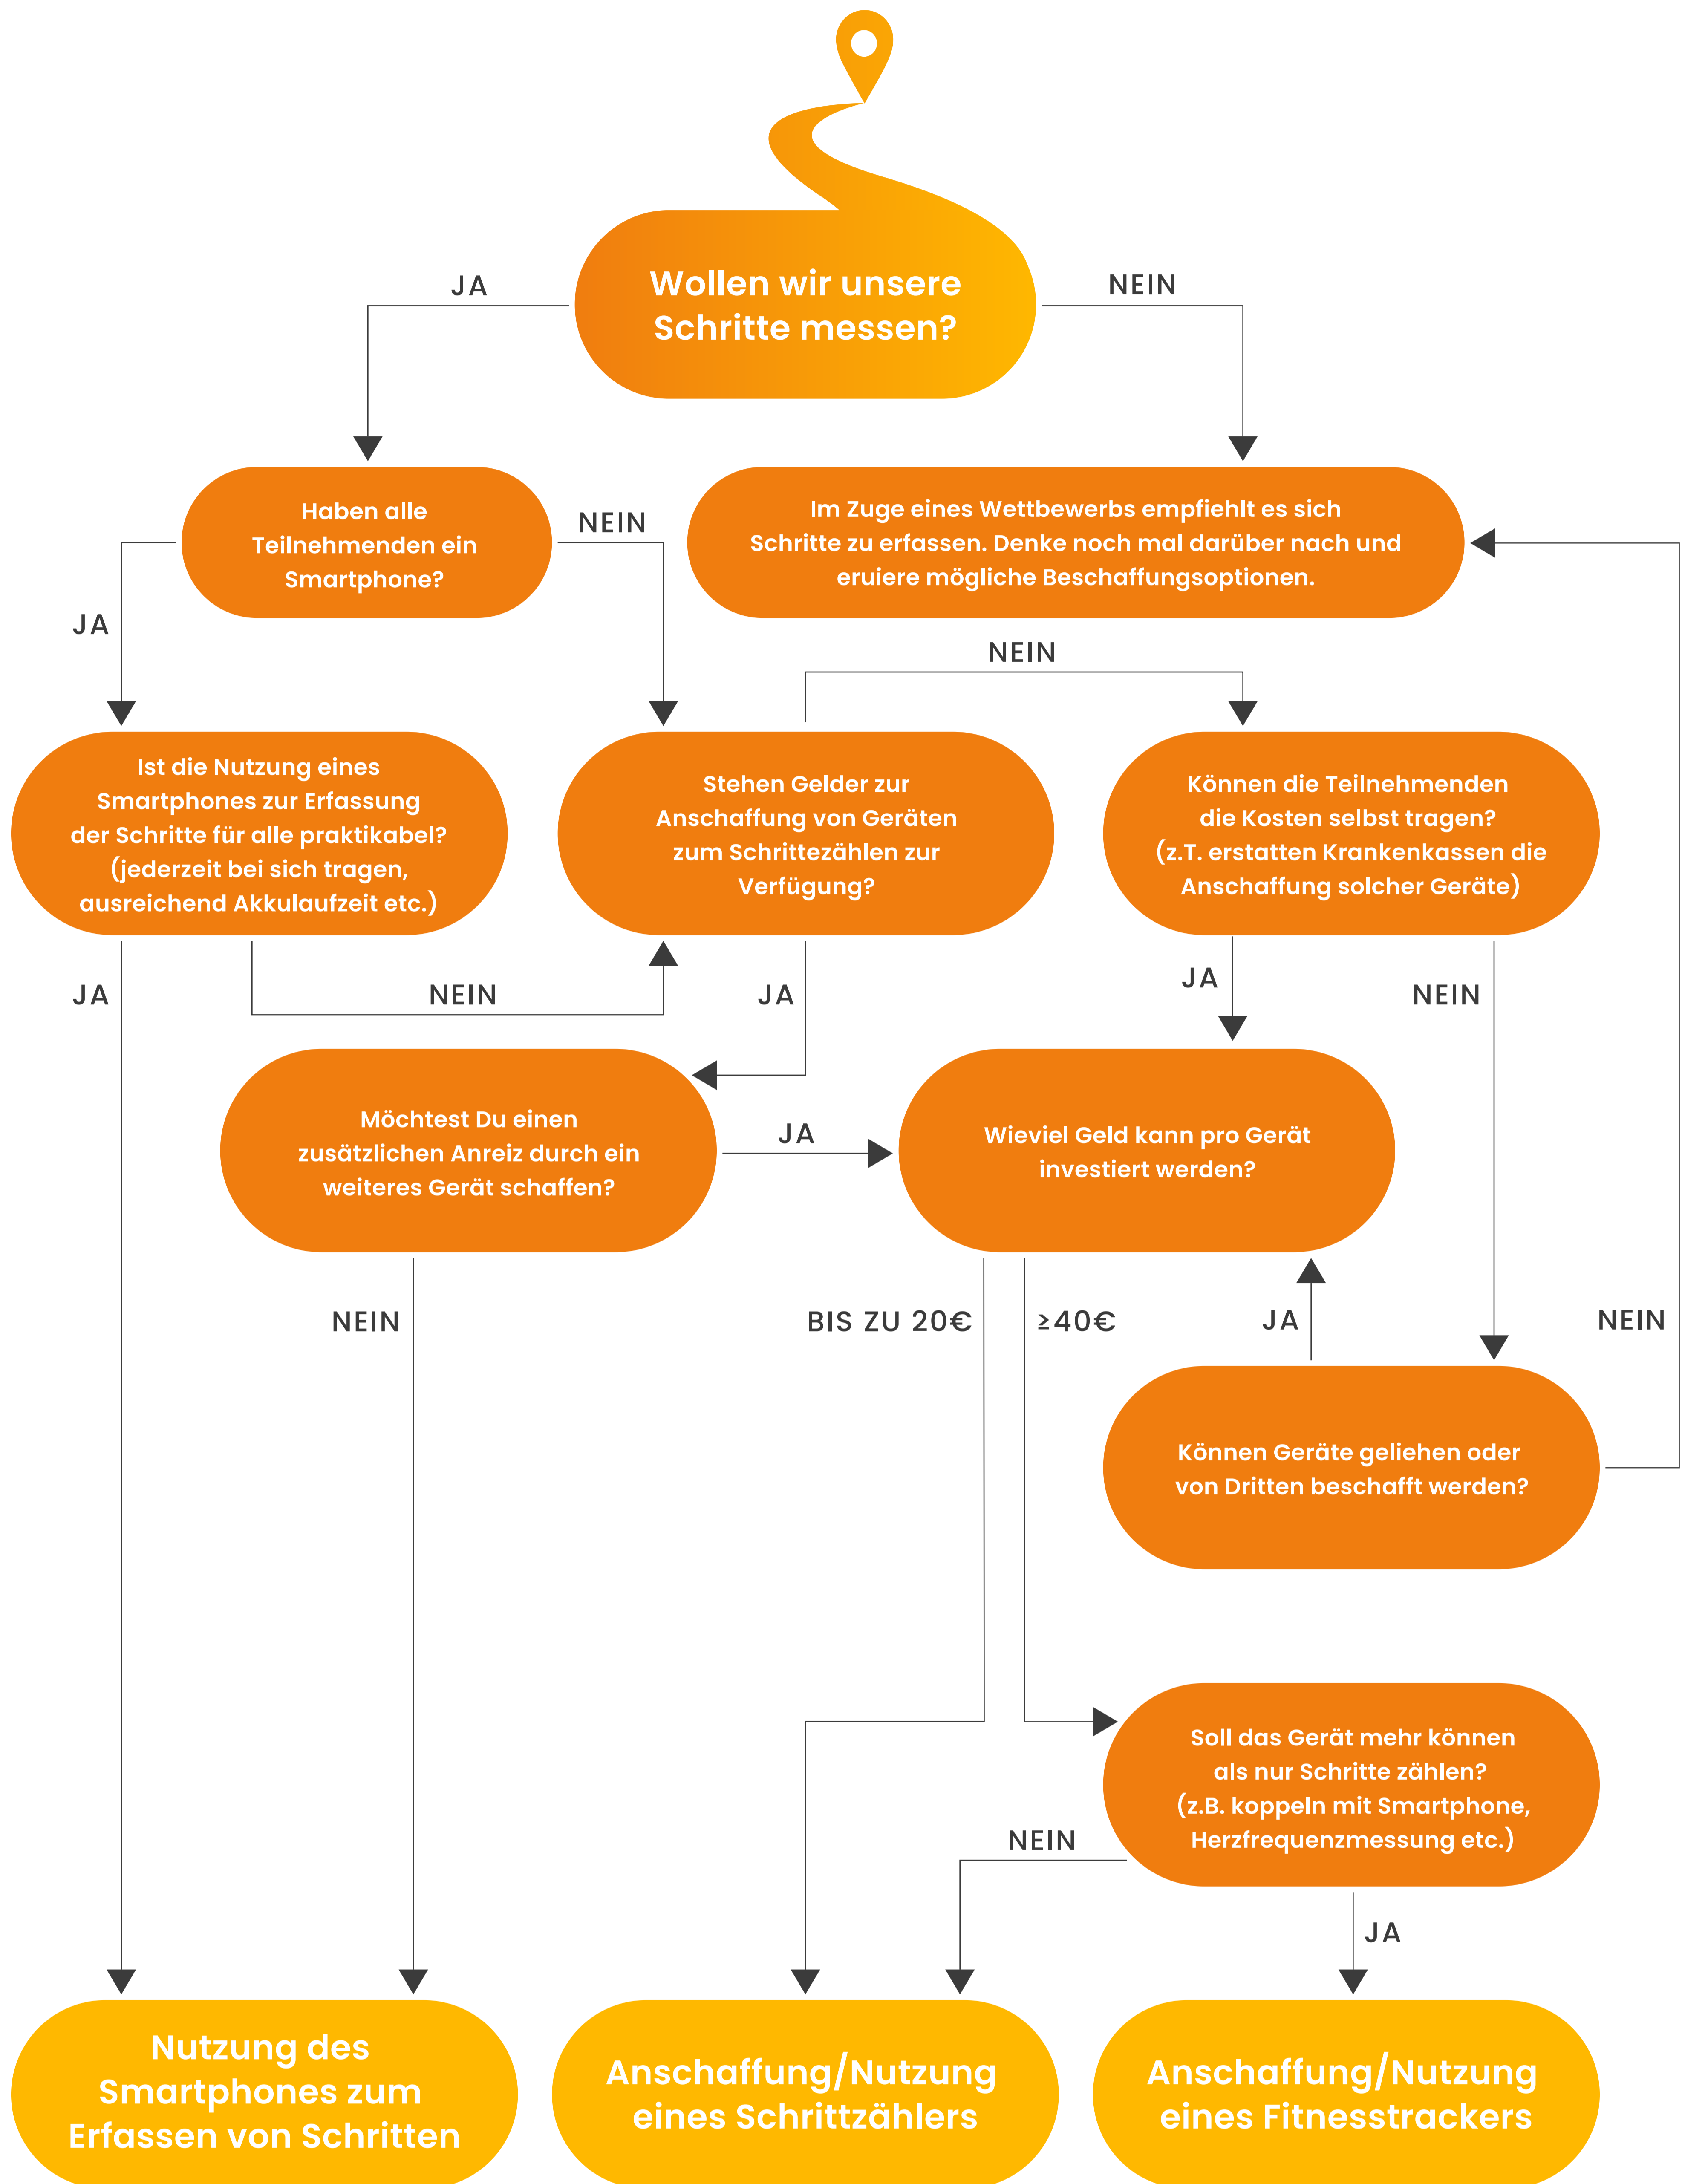 Wollen wir unsere
Schritte messen?
JA
NEIN
Haben alle
Teilnehmenden ein
Smartphone?
NEIN
JA
Im Zuge eines Wettbewerbs empfiehlt es sich
Schritte zu erfassen. Denke noch mal darüber nach und
eruiere mögliche Beschaffungsoptionen.
NEIN
Ist die Nutzung eines
Smartphones zur Erfassung
der Schritte für alle praktikabel?
(jederzeit bei sich tragen,
ausreichend Akkulaufzeit etc.)
Stehen Gelder zur
Anschaffung von Geräten
zum Schrittezählen zur
Verfügung?
Können die Teilnehmenden
die Kosten selbst tragen?
(z.T. erstatten Krankenkassen die
Anschaffung solcher Geräte)
JA
NEIN
JA
JA
NEIN
Möchtest Du einen
zusätzlichen Anreiz durch ein
weiteres Gerät schaffen?
JA
Wieviel Geld kann pro Gerät
investiert werden?
NEIN
BIS ZU 20€
≥40€
JA
NEIN
Können Geräte geliehen oder
von Dritten beschafft werden?
Soll das Gerät mehr können
als nur Schritte zählen?
(z.B. koppeln mit Smartphone,
Herzfrequenzmessung etc.)
NEIN
JA
Nutzung des
Smartphones zum
Erfassen von Schritten
Anschaffung/Nutzung
eines Schrittzählers
Anschaffung/Nutzung
eines Fitnesstrackers